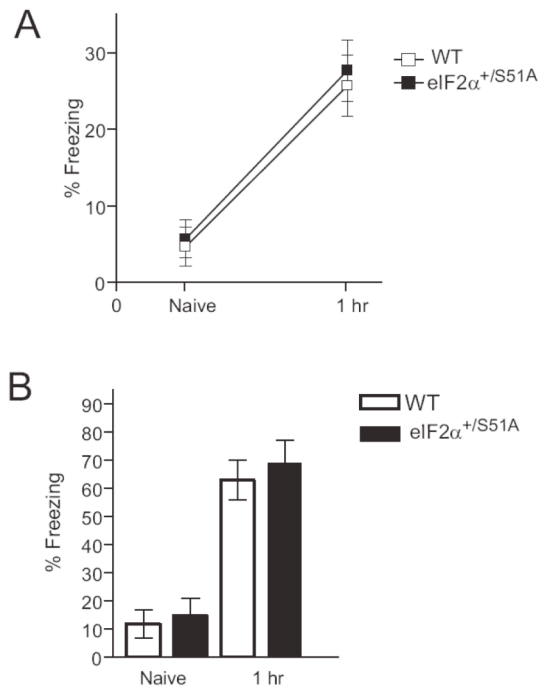 A
% Freezing
30
20
10
0
0 Naive 1 hr
WT
eIF2α+/S51A
B
% Freezing
90
80
70
60
50
40
30
20
10
0
Naive 1 hr
WT
eIF2α+/S51A